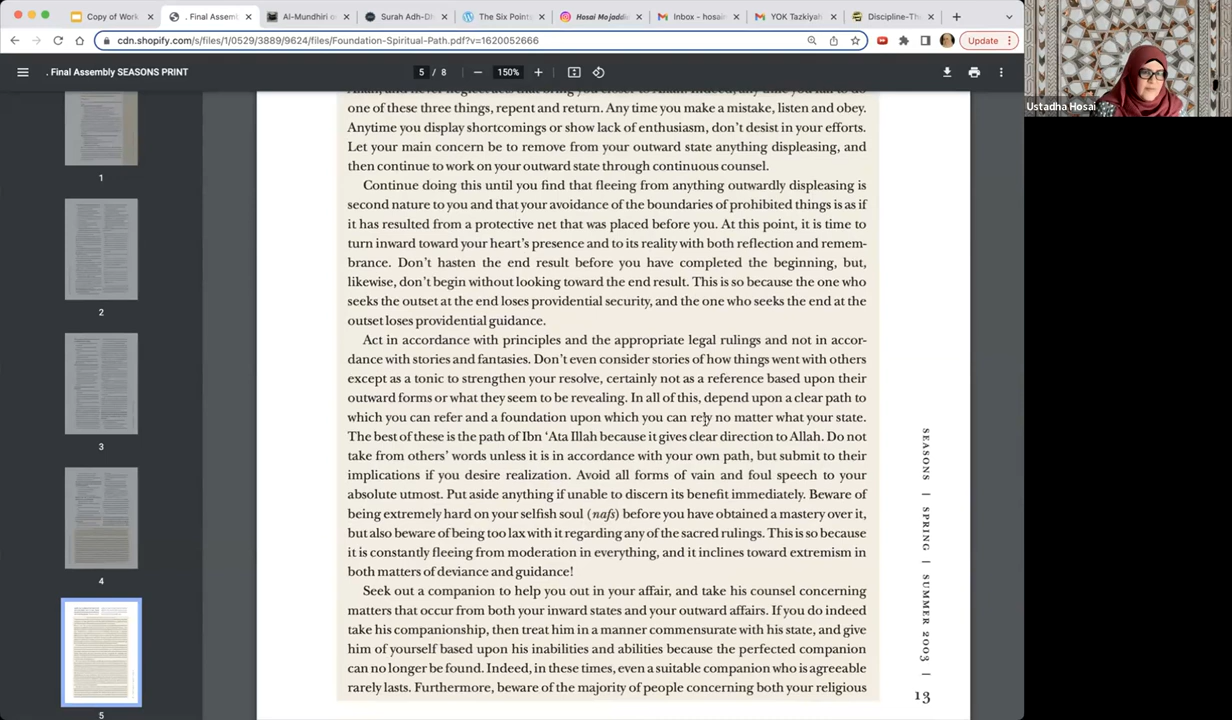 Copy of Work
. Final Assembl
Al-Mundhiri or
Surah Adh-Dh
The Six Points
Hosai Mojaddidi
Inbox - hosain
YOK Tazkiyah
Discipline-The
cdn.shopify.com/s/files/1/0529/3889/9624/files/Foundation-Spiritual-Path.pdf?v=1620052666
Update
. Final Assembly SEASONS PRINT
5 / 8
150%
Ustadha Hosai
one of these three things, repent and return. Any time you make a mistake, listen and obey.
Anytime you display shortcomings or show lack of enthusiasm, don't desist in your efforts.
Let your main concern be to remove from your outward state anything displeasing, and
then continue to work on your outward state through continuous counsel.
Continue doing this until you find that fleeing from anything outwardly displeasing is
second nature to you and that your avoidance of the boundaries of prohibited things is as if
it has resulted from a protective net that was placed before you. At this point, it is time to
turn inward toward your heart's presence and to its reality with both reflection and remem-
brance. Don't hasten the end result before you have completed the beginning, but,
likewise, don't begin without looking toward the end result. This is so because the one who
seeks the outset at the end loses providential security, and the one who seeks the end at the
outset loses providential guidance.
Act in accordance with principles and the appropriate legal rulings and not in accor-
dance with stories and fantasies. Don't even consider stories of how things went with others
except as a tonic to strengthen your resolve, certainly not as a reference based upon their
outward forms or what they seem to be revealing. In all of this, depend upon a clear path to
which you can refer and a foundation upon which you can rely no matter what your state.
The best of these is the path of Ibn 'Ata Illah because it gives clear direction to Allah. Do not
take from others' words unless it is in accordance with your own path, but submit to their
implications if you desire realization. Avoid all forms of vain and foul speech to your
absolute utmost. Put aside anything if unable to discern its benefit immediately. Beware of
being extremely hard on your selfish soul (nafs) before you have obtained a mastery over it,
but also beware of being too lax with it regarding any of the sacred rulings. This is so because
it is constantly fleeing from moderation in everything, and it inclines toward extremism in
both matters of deviance and guidance!
Seek out a companion to help you out in your affair, and take his counsel concerning
matters that occur from both your inward states and your outward affairs. If you do indeed
take his companionship, then treat him in a manner commensurate with his state, and give
him of yourself based upon his inabilities and abilities because the perfected companion
can no longer be found. Indeed, in these times, even a suitable companion who is agreeable
rarely lasts. Furthermore, beware of the majority of people concerning both your religious
SEASONS | SPRING | SUMMER 2003 |
13
1
2
3
4
5